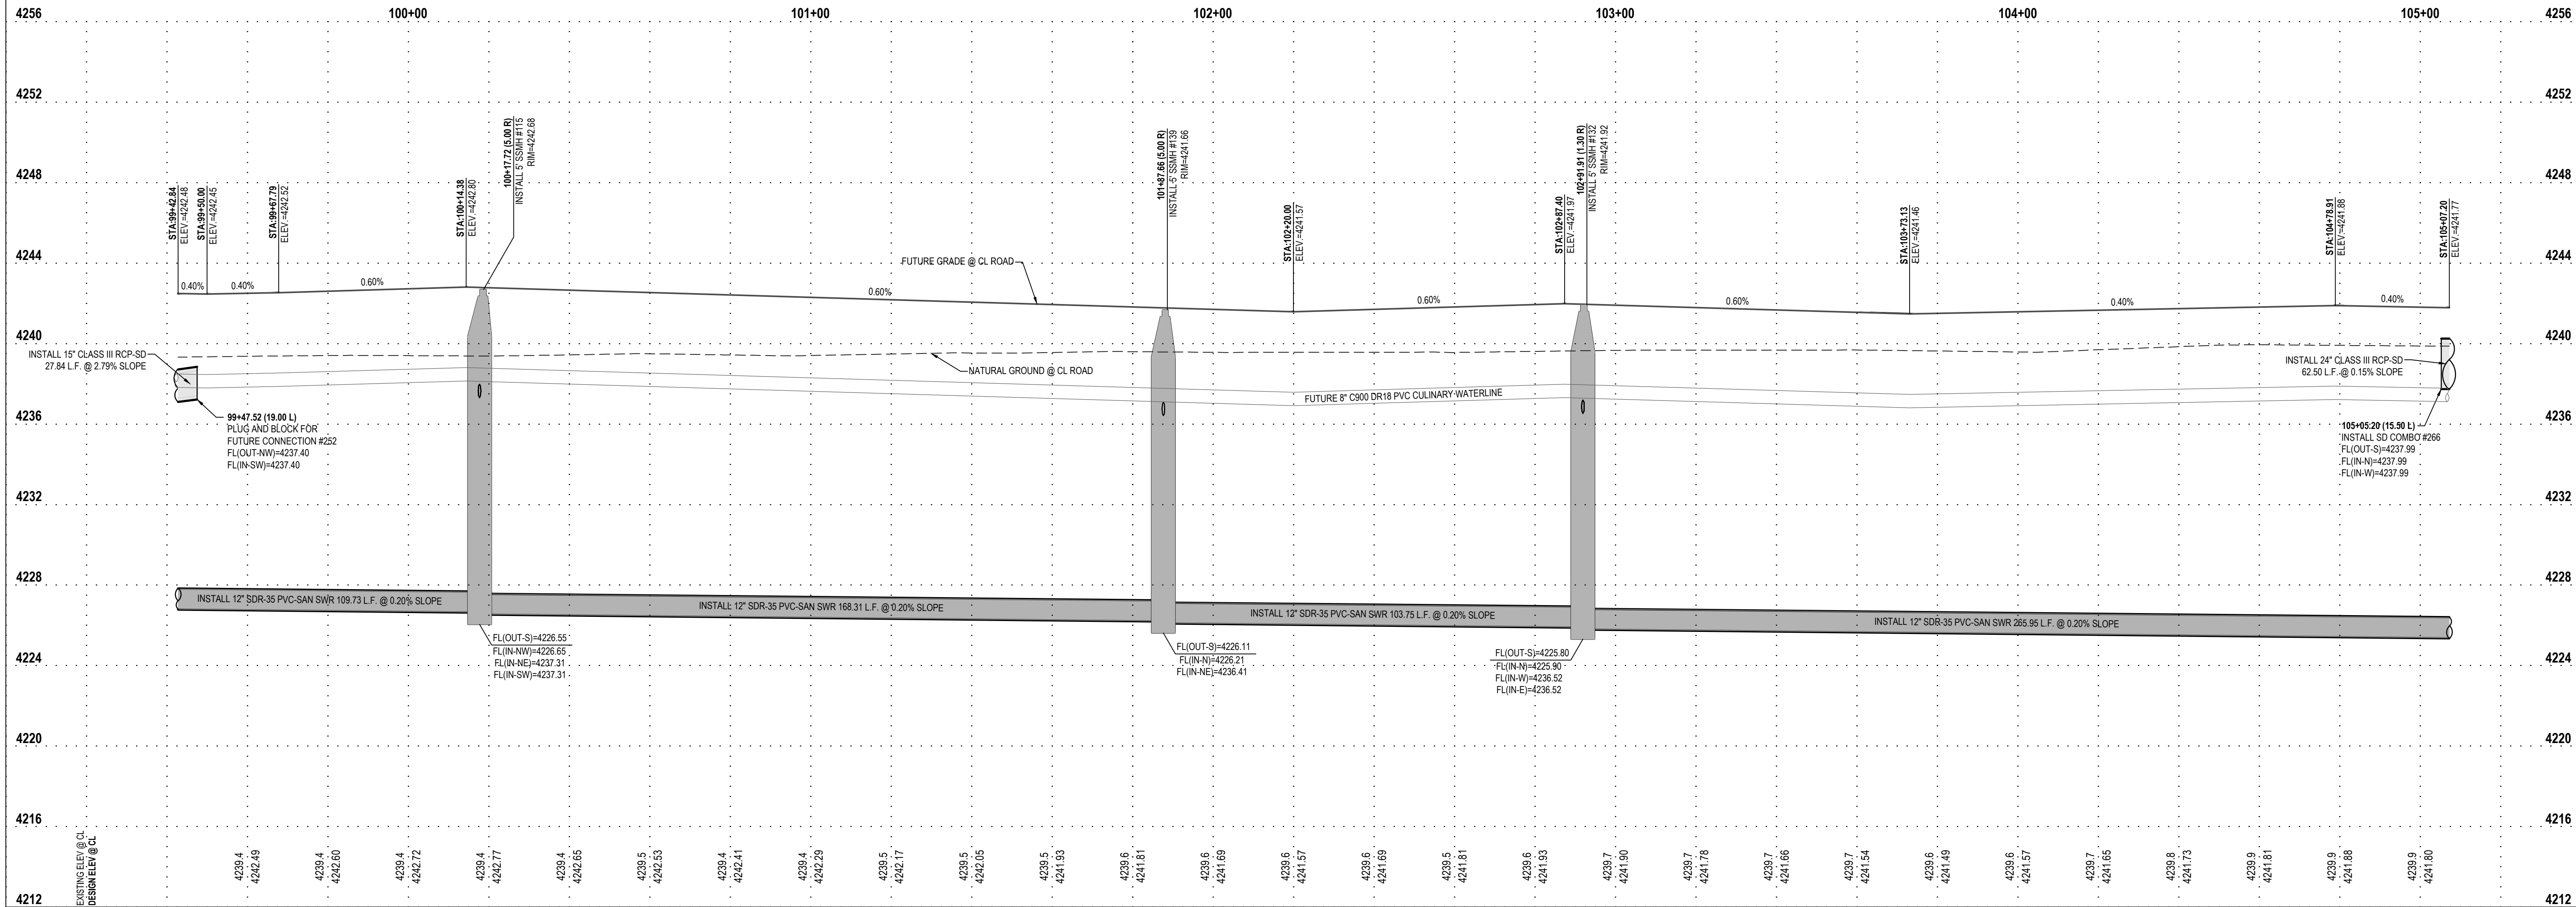 100+00
101+00
102+00
103+00
104+00
105+00
4256
4256
4252
4252
4248
4248
4244
4244
4240
4240
4236
4236
4232
4232
4228
4228
4224
4224
4220
4220
4216
4216
4212
4212
STA:99+42.84
ELEV.=4242.48
STA:99+50.00
ELEV.=4242.45
STA:99+67.79
ELEV.=4242.52
STA:100+14.38
ELEV.=4242.80
100+17.72 (5.00 R)
INSTALL 5' SSMH #115
RIM=4242.68
101+87.66 (5.00 R)
INSTALL 5' SSMH #139
RIM=4241.66
STA:102+20.00
ELEV.=4241.57
STA:102+87.40
ELEV.=4241.97
102+91.91 (1.30 R)
INSTALL 5' SSMH #132
RIM=4241.92
STA:103+73.13
ELEV.=4241.46
STA:104+78.91
ELEV.=4241.88
STA:105+07.20
ELEV.=4241.77
0.40%
0.40%
0.60%
0.60%
0.60%
0.60%
0.40%
0.40%
FUTURE GRADE @ CL ROAD
NATURAL GROUND @ CL ROAD
INSTALL 15" CLASS III RCP-SD
27.84 L.F. @ 2.79% SLOPE
99+47.52 (19.00 L)
PLUG AND BLOCK FOR
FUTURE CONNECTION #252
FL(OUT-NW)=4237.40
FL(IN-SW)=4237.40
FUTURE 8" C900 DR18 PVC CULINARY WATERLINE
INSTALL 24" CLASS III RCP-SD
62.50 L.F. @ 0.15% SLOPE
105+05.20 (15.50 L)
INSTALL SD COMBO #266
FL(OUT-S)=4237.99
FL(IN-N)=4237.99
FL(IN-W)=4237.99
INSTALL 12" SDR-35 PVC-SAN SWR 109.73 L.F. @ 0.20% SLOPE
INSTALL 12" SDR-35 PVC-SAN SWR 168.31 L.F. @ 0.20% SLOPE
INSTALL 12" SDR-35 PVC-SAN SWR 103.75 L.F. @ 0.20% SLOPE
INSTALL 12" SDR-35 PVC-SAN SWR 265.95 L.F. @ 0.20% SLOPE
FL(OUT-S)=4226.55
FL(IN-NW)=4226.65
FL(IN-NE)=4237.31
FL(IN-SW)=4237.31
FL(OUT-S)=4226.11
FL(IN-N)=4226.21
FL(IN-NE)=4236.41
FL(OUT-S)=4225.80
FL(IN-N)=4225.90
FL(IN-W)=4236.52
FL(IN-E)=4236.52
EXISTING ELEV @ CL
DESIGN ELEV @ CL
4239.4
4242.49
4239.4
4242.60
4239.4
4242.72
4239.4
4242.77
4239.4
4242.65
4239.5
4242.53
4239.4
4242.41
4239.4
4242.29
4239.5
4242.17
4239.5
4242.05
4239.5
4241.93
4239.6
4241.81
4239.6
4241.69
4239.6
4241.57
4239.6
4241.69
4239.5
4241.81
4239.6
4241.93
4239.7
4241.90
4239.7
4241.78
4239.7
4241.66
4239.7
4241.54
4239.6
4241.49
4239.6
4241.57
4239.7
4241.65
4239.8
4241.73
4239.9
4241.81
4239.9
4241.88
4239.9
4241.80